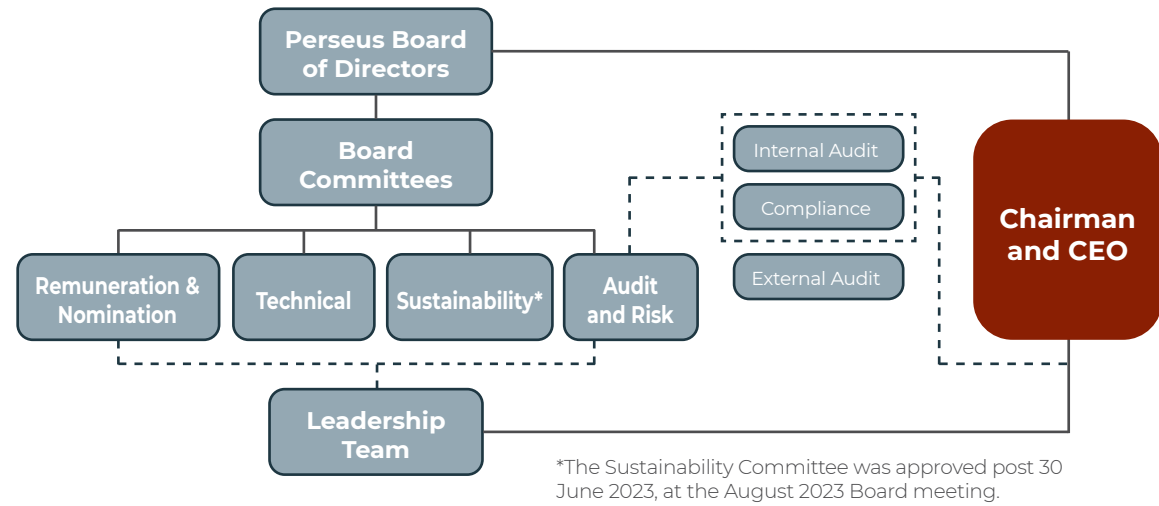 Perseus Board
of Directors
Board
Committees
Internal Audit
Compliance
External Audit
Chairman
and CEO
Remuneration &
Nomination
Technical
Sustainability*
Audit
and Risk
Leadership
Team
*The Sustainability Committee was approved post 30
June 2023, at the August 2023 Board meeting.